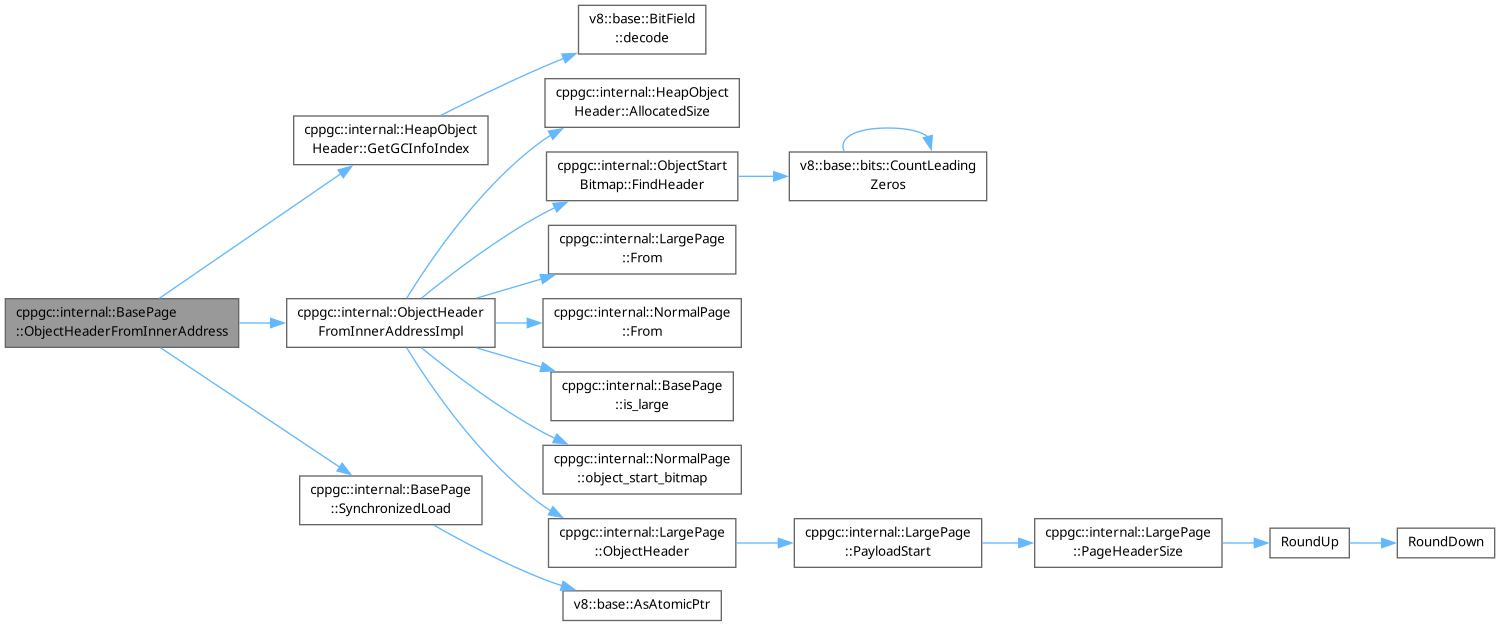 v8::base::BitField
::decode
cppgc::internal::HeapObject
Header::AllocatedSize
cppgc::internal::HeapObject
Header::GetGCInfoIndex
cppgc::internal::ObjectStart
Bitmap::FindHeader
v8::base::bits::CountLeading
Zeros
cppgc::internal::LargePage
::From
cppgc::internal::BasePage
::ObjectHeaderFromInnerAddress
cppgc::internal::ObjectHeader
FromInnerAddressImpl
cppgc::internal::NormalPage
::From
cppgc::internal::BasePage
::is_large
cppgc::internal::NormalPage
::object_start_bitmap
cppgc::internal::BasePage
::SynchronizedLoad
cppgc::internal::LargePage
::ObjectHeader
cppgc::internal::LargePage
::PayloadStart
cppgc::internal::LargePage
::PageHeaderSize
RoundUp
RoundDown
v8::base::AsAtomicPtr